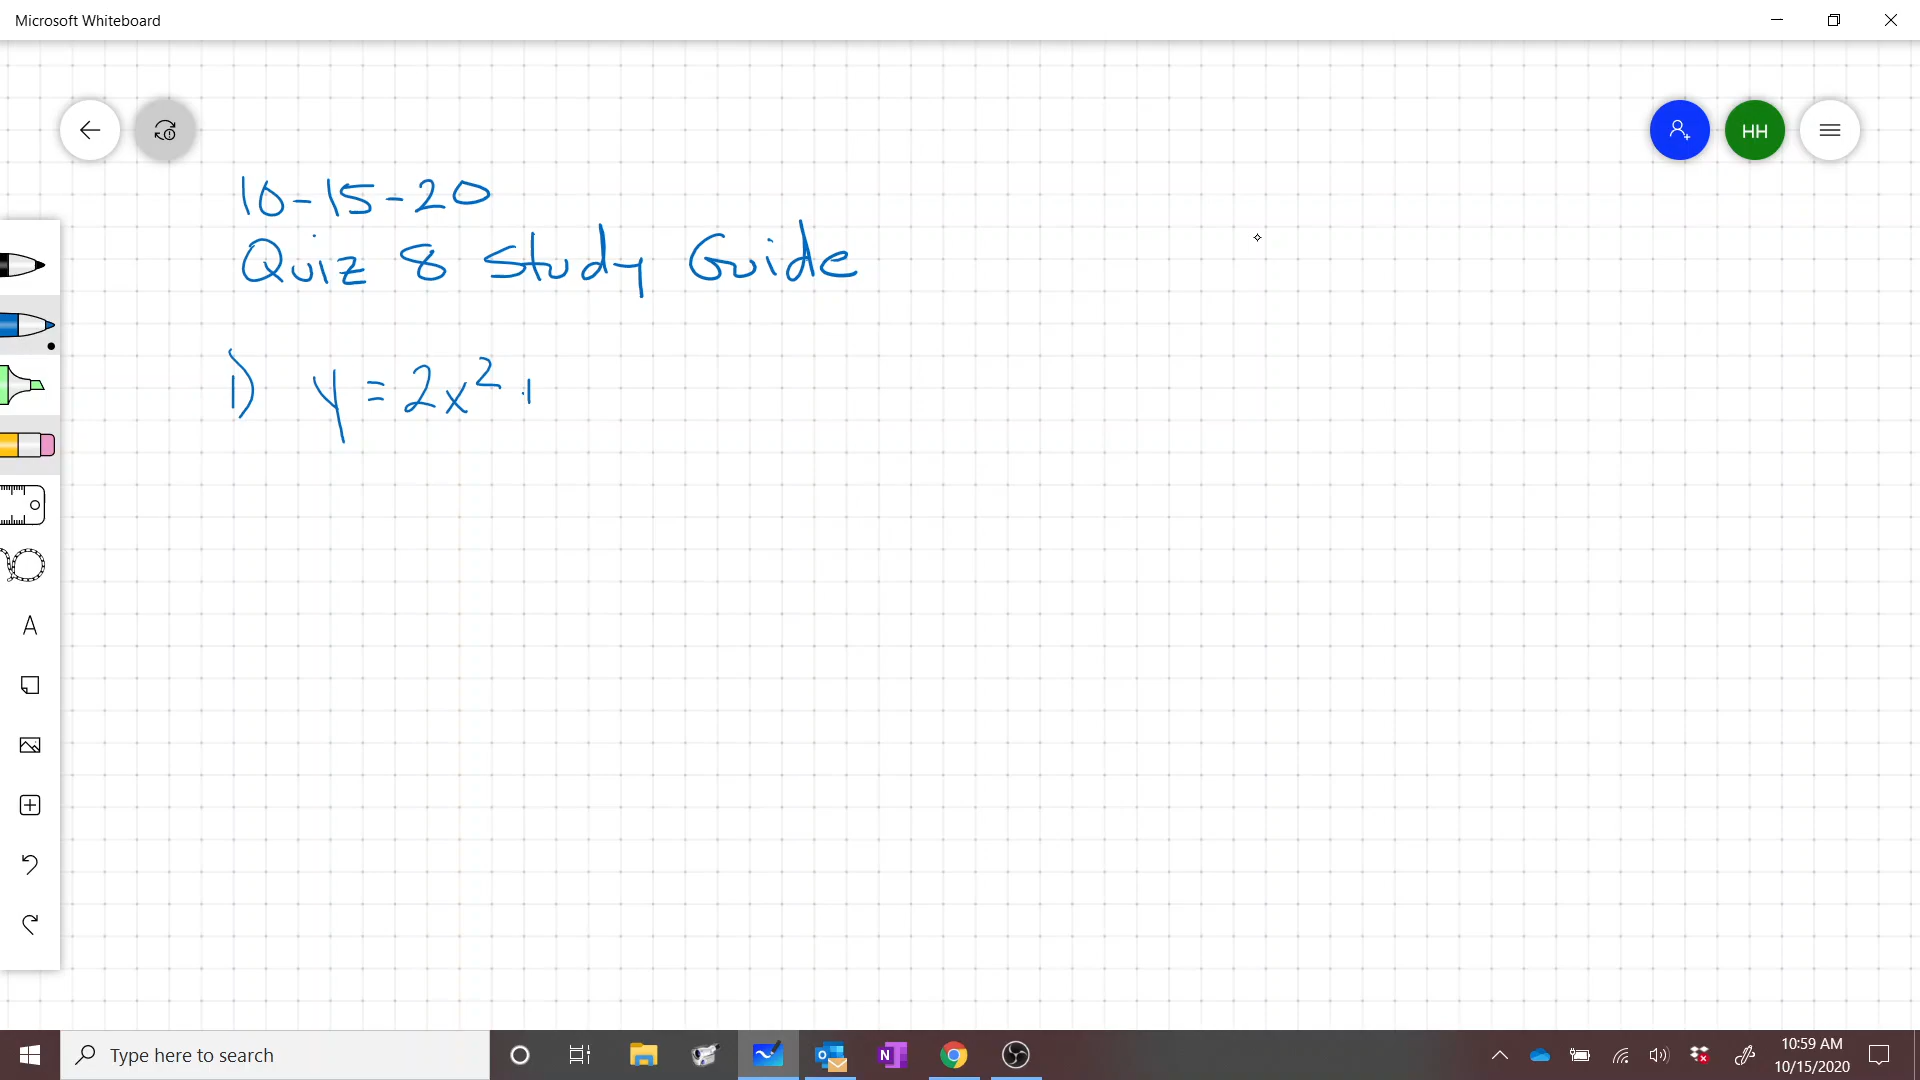 Microsoft Whiteboard
HH
10-15-20
Quiz 8 Study Guide
1) y = 2x² +
A
Type here to search
10:59 AM
10/15/2020